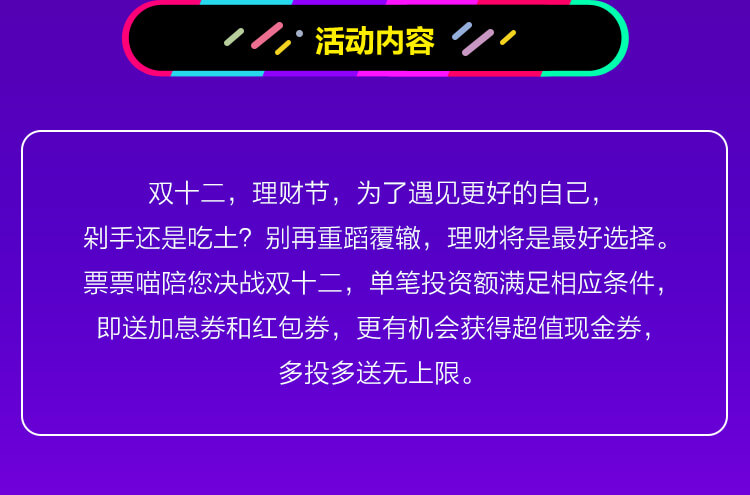 活动内容
双十二，理财节，为了遇见更好的自己，
剁手还是吃土？别再重蹈覆辙，理财将是最好选择。
票票喵陪您决战双十二，单笔投资额满足相应条件，
即送加息券和红包券，更有机会获得超值现金券，
多投多送无上限。